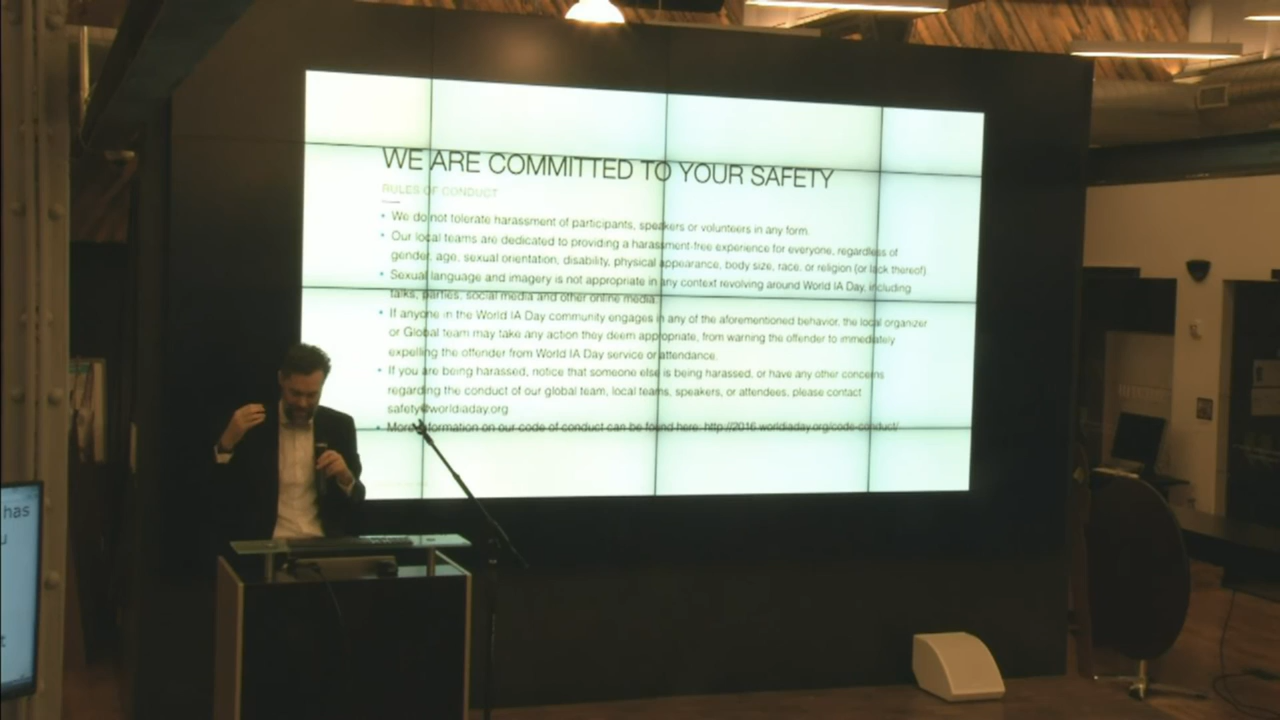 WE ARE COMMITTED TO YOUR SAFETY
RULES OF CONDUCT
• We do not tolerate harassment of participants, speakers or volunteers in any form.
• Our local teams are dedicated to providing a harassment-free experience for everyone, regardless of
gender, age, sexual orientation, disability, physical appearance, body size, race, or religion (or lack thereof)
• Sexual language and imagery is not appropriate in any context revolving around World IA Day, including
talks, parties, social media and other online media.
• If anyone in the World IA Day community engages in any of the aforementioned behavior, the local organizer
or Global team may take any action they deem appropriate, from warning the offender to immediately
expelling the offender from World IA Day service or attendance.
• If you are being harassed, notice that someone else is being harassed, or have any other concerns
regarding the conduct of our global team, local teams, speakers, or attendees, please contact
safety@worldiaday.org
• More information on our code of conduct can be found here: http://2016.worldiaday.org/code-conduct/
has